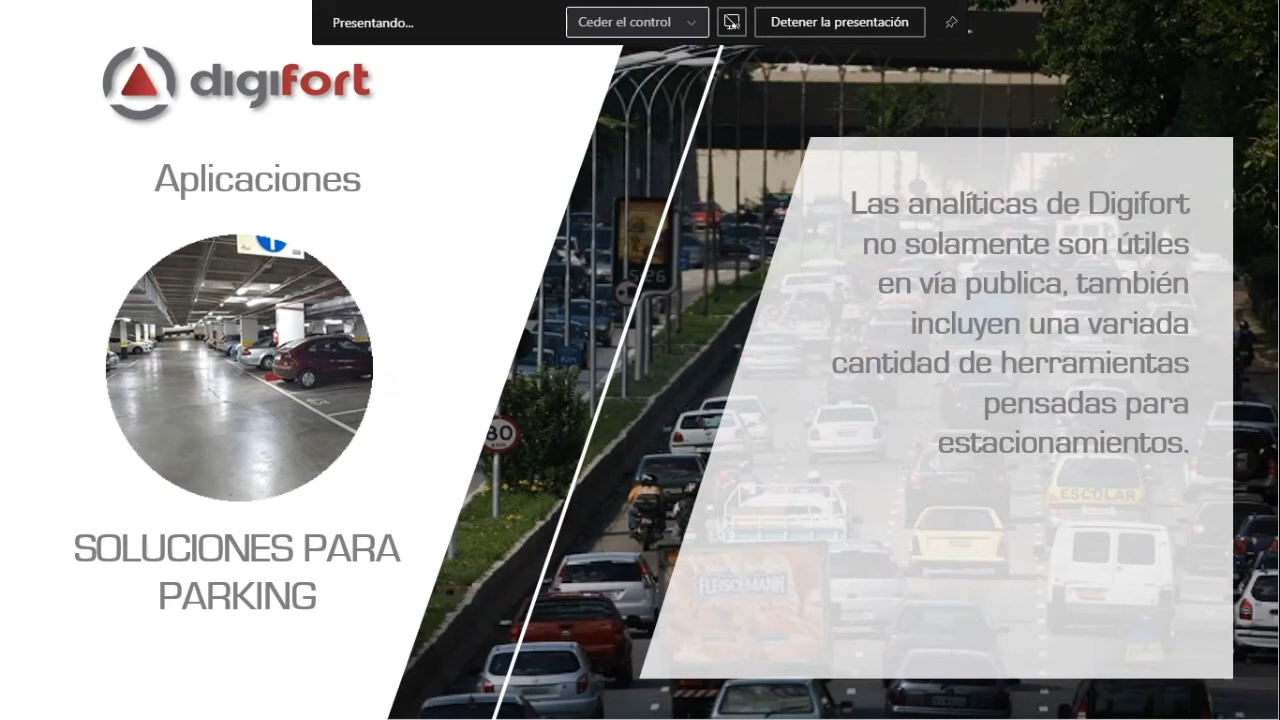 Presentando...
Ceder el control
Detener la presentación
digifort
Aplicaciones
SOLUCIONES PARA
PARKING
Las analíticas de Digifort
no solamente son útiles
en vía publica, también
incluyen una variada
cantidad de herramientas
pensadas para
estacionamientos.
80
ESCOLAR
FLEISCHMANN